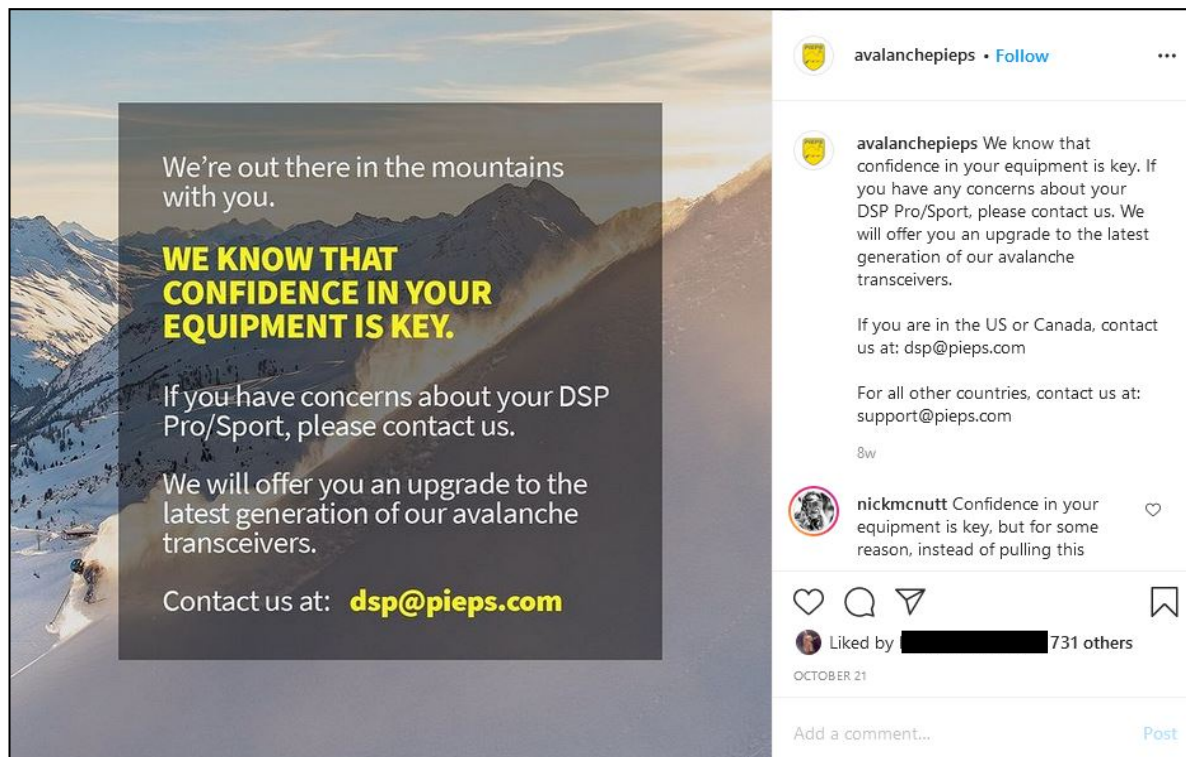 We're out there in the mountains
with you.
WE KNOW THAT
CONFIDENCE IN YOUR
EQUIPMENT IS KEY.
If you have concerns about your DSP
Pro/Sport, please contact us.
We will offer you an upgrade to the
latest generation of our avalanche
transceivers.
Contact us at: dsp@pieps.com
PIEPS
avalanchepieps • Follow
PIEPS
avalanchepieps We know that
confidence in your equipment is key. If
you have any concerns about your
DSP Pro/Sport, please contact us. We
will offer you an upgrade to the latest
generation of our avalanche
transceivers.
If you are in the US or Canada, contact
us at: dsp@pieps.com
For all other countries, contact us at:
support@pieps.com
8w
nickmcnutt Confidence in your
equipment is key, but for some
reason, instead of pulling this
Liked by 731 others
OCTOBER 21
Add a comment...
Post